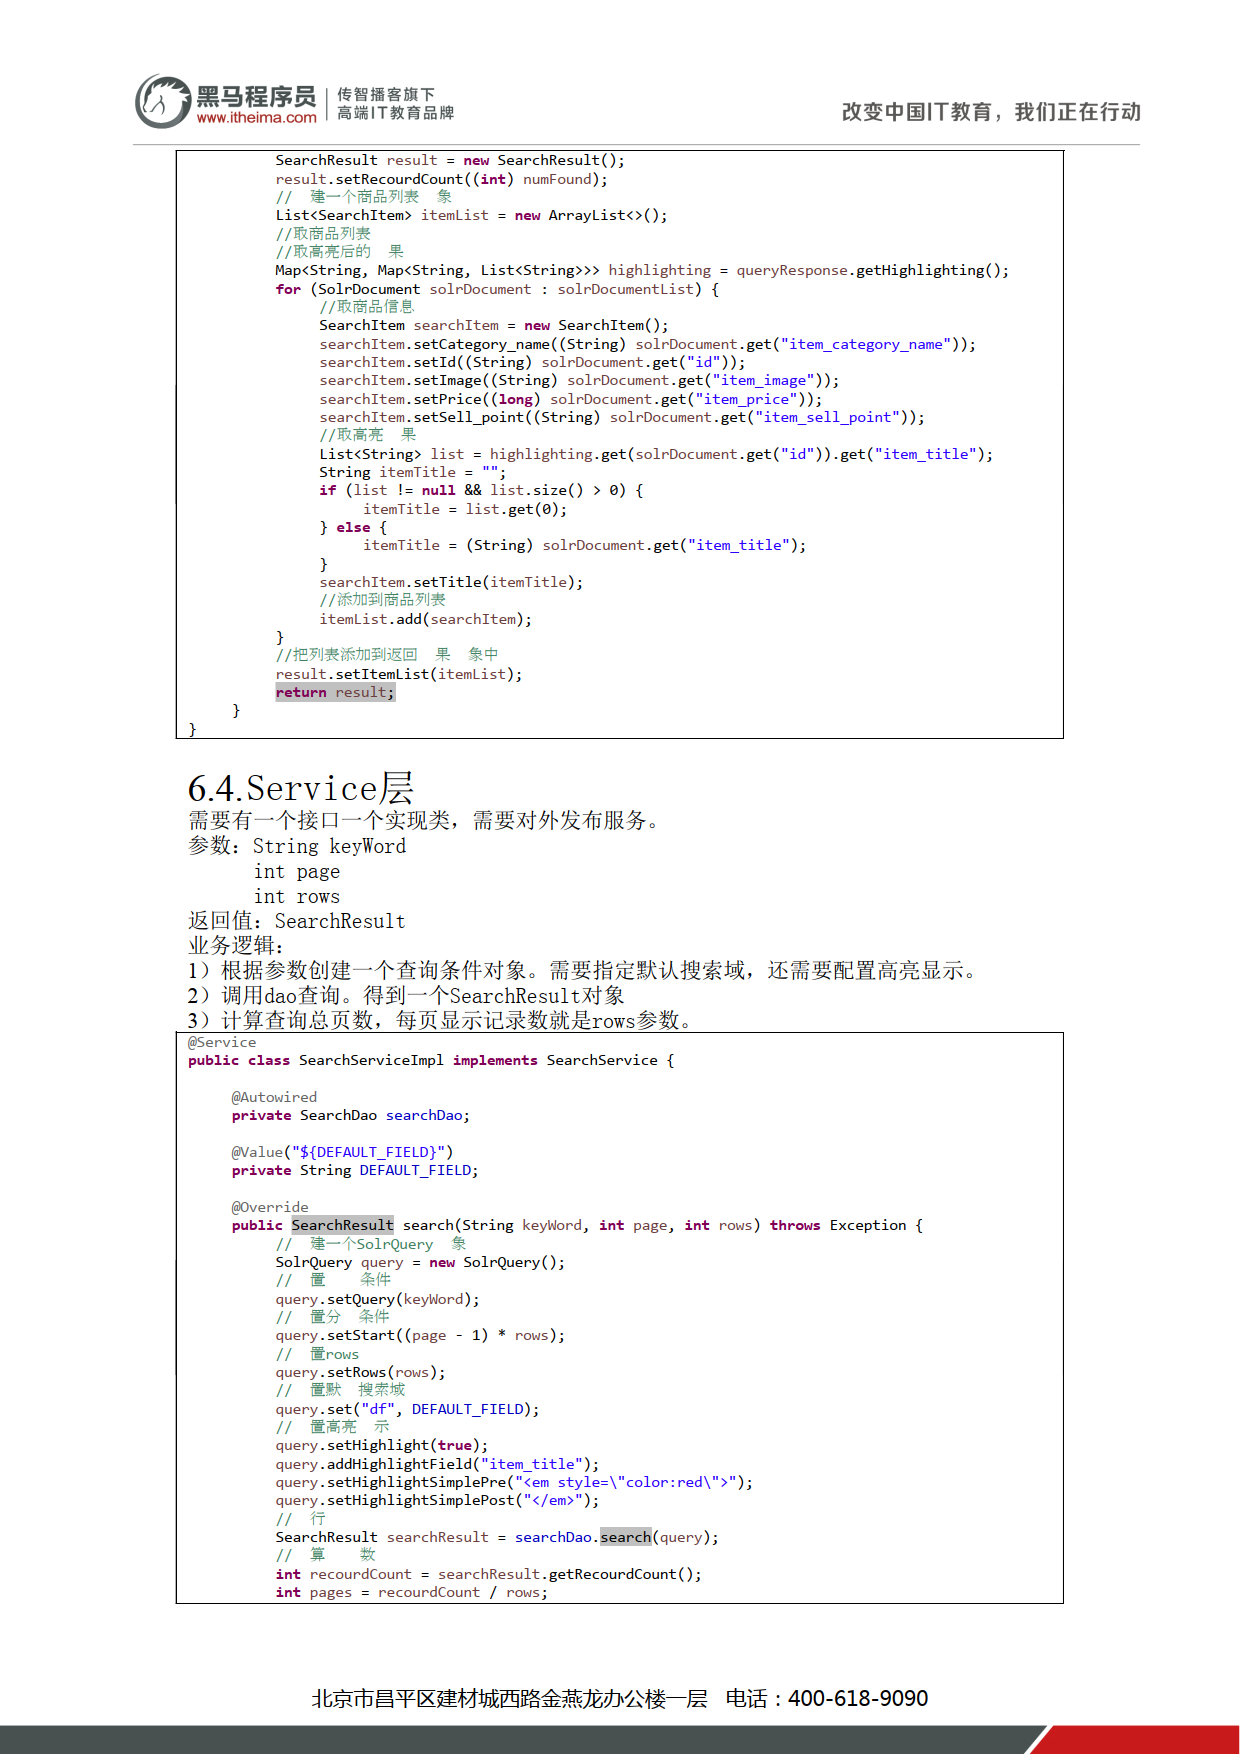 黑马程序员
www.itheima.com
传智播客旗下
高端IT教育品牌
改变中国IT教育，我们正在行动
SearchResult result = new SearchResult();
result.setRecourdCount((int) numFound);
// 建一个商品列表 象
List<SearchItem> itemList = new ArrayList<>();
//取商品列表
//取高亮后的 果
Map<String, Map<String, List<String>>> highlighting = queryResponse.getHighlighting();
for (SolrDocument solrDocument : solrDocumentList) {
//取商品信息
SearchItem searchItem = new SearchItem();
searchItem.setCategory_name((String) solrDocument.get("item_category_name"));
searchItem.setId((String) solrDocument.get("id"));
searchItem.setImage((String) solrDocument.get("item_image"));
searchItem.setPrice((long) solrDocument.get("item_price"));
searchItem.setSell_point((String) solrDocument.get("item_sell_point"));
//取高亮 果
List<String> list = highlighting.get(solrDocument.get("id")).get("item_title");
String itemTitle = "";
if (list != null && list.size() > 0) {
itemTitle = list.get(0);
} else {
itemTitle = (String) solrDocument.get("item_title");
}
searchItem.setTitle(itemTitle);
//添加到商品列表
itemList.add(searchItem);
}
//把列表添加到返回 果 象中
result.setItemList(itemList);
return result;
}
}
6.4.Service层
需要有一个接口一个实现类，需要对外发布服务。
参数：String keyWord
int page
int rows
返回值：SearchResult
业务逻辑：
1）根据参数创建一个查询条件对象。需要指定默认搜索域，还需要配置高亮显示。
2）调用dao查询。得到一个SearchResult对象
3）计算查询总页数，每页显示记录数就是rows参数。
@Service
public class SearchServiceImpl implements SearchService {
@Autowired
private SearchDao searchDao;
@Value("${DEFAULT_FIELD}")
private String DEFAULT_FIELD;
@Override
public SearchResult search(String keyWord, int page, int rows) throws Exception {
// 建一个SolrQuery 象
SolrQuery query = new SolrQuery();
// 置 条件
query.setQuery(keyWord);
// 置分 条件
query.setStart((page - 1) * rows);
// 置rows
query.setRows(rows);
// 置默 搜索域
query.set("df", DEFAULT_FIELD);
// 置高亮 示
query.setHighlight(true);
query.addHighlightField("item_title");
query.setHighlightSimplePre("<em style=\"color:red\">");
query.setHighlightSimplePost("</em>");
// 行
SearchResult searchResult = searchDao.search(query);
// 算 数
int recourdCount = searchResult.getRecourdCount();
int pages = recourdCount / rows;
北京市昌平区建材城西路金燕龙办公楼一层 电话：400-618-9090